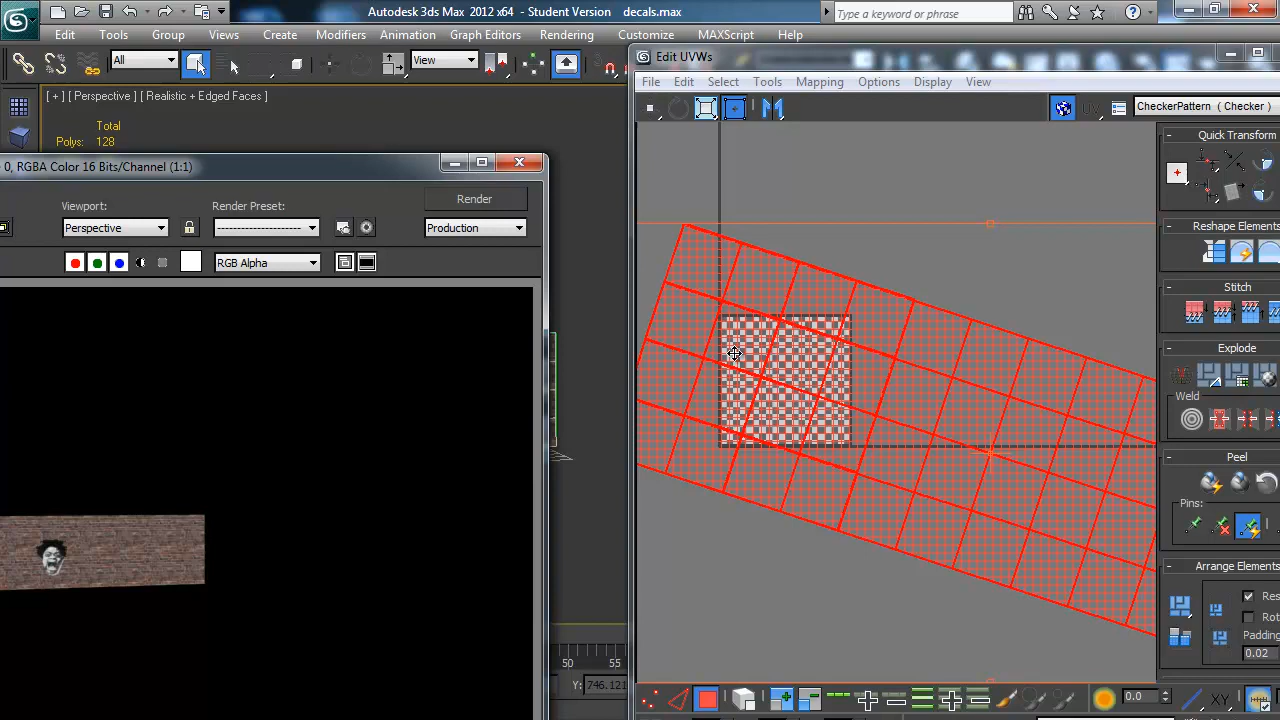 Autodesk 3ds Max 2012 x64 - Student Version decals.max
Type a keyword or phrase
Edit Tools Group Views Create Modifiers Animation Graph Editors Rendering Customize MAXScript Help
All
View
[ + ] [ Perspective ] [ Realistic + Edged Faces ]
Total
Polys: 128
0, RGBA Color 16 Bits/Channel (1:1)
Viewport:
Render Preset:
Render
Perspective
Production
RGB Alpha
50 55
Y: 746.121
Edit UVWs
File Edit Select Tools Mapping Options Display View
UV
CheckerPattern ( Checker )
Quick Transform
Reshape Elements
Stitch
Explode
Weld
Peel
Pins:
Arrange Elements
Padding
0.02
0.0
XY